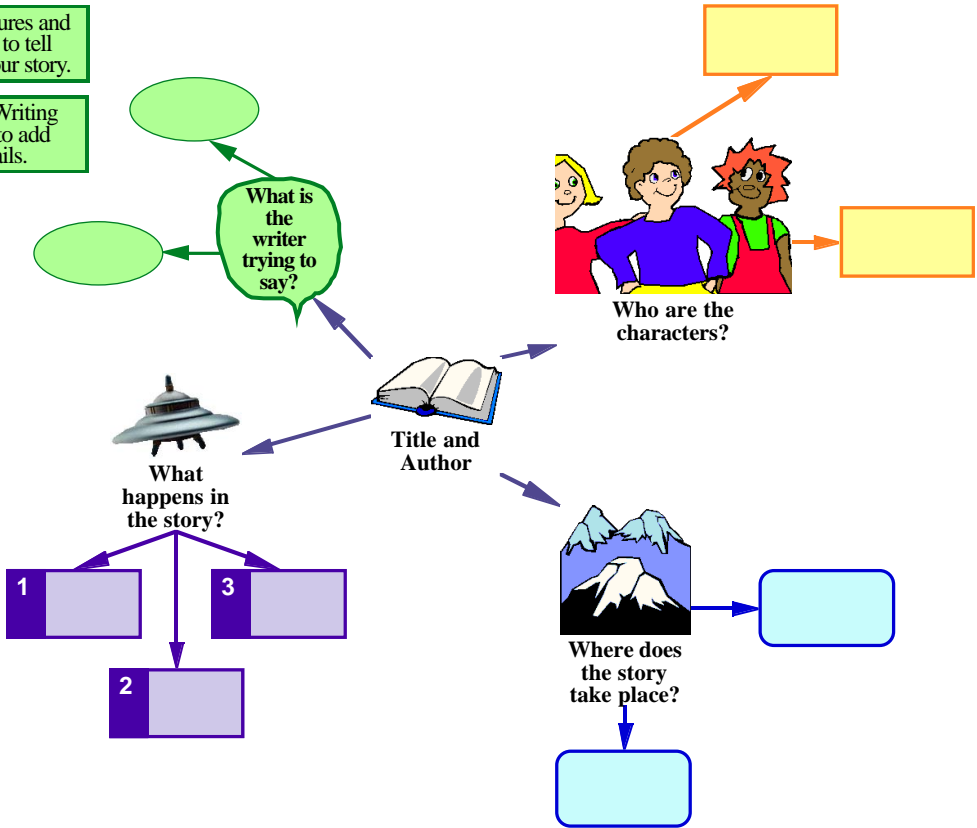 ures and
to tell
ur story.
Writing
to add
ils.
What is
the
writer
trying to
say?
Who are the
characters?
Title and
Author
What
happens in
the story?
1
3
2
Where does
the story
take place?